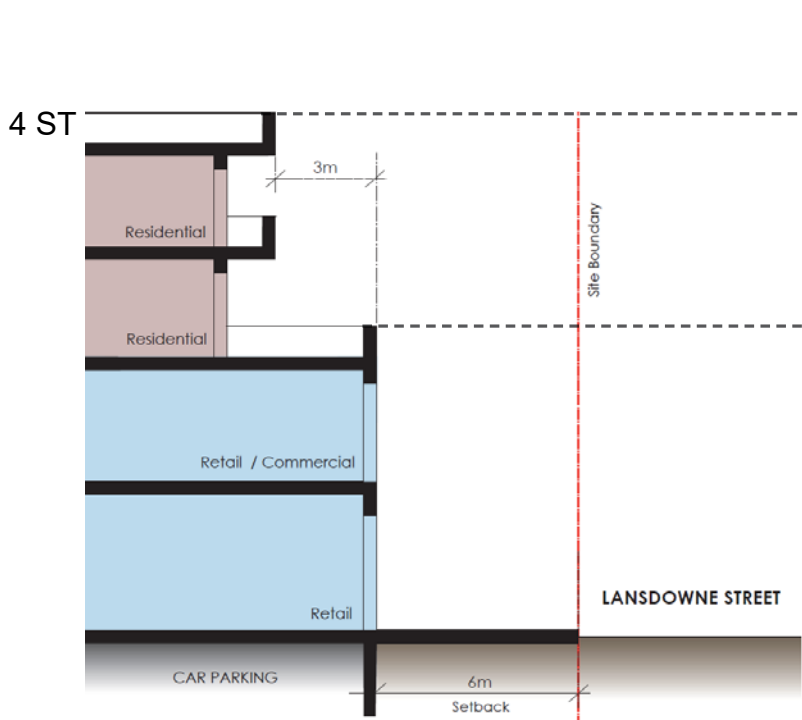 4 ST
3m
Residential
Site Boundary
Residential
Retail / Commercial
LANSDOWNE STREET
Retail
CAR PARKING
6m
Setback